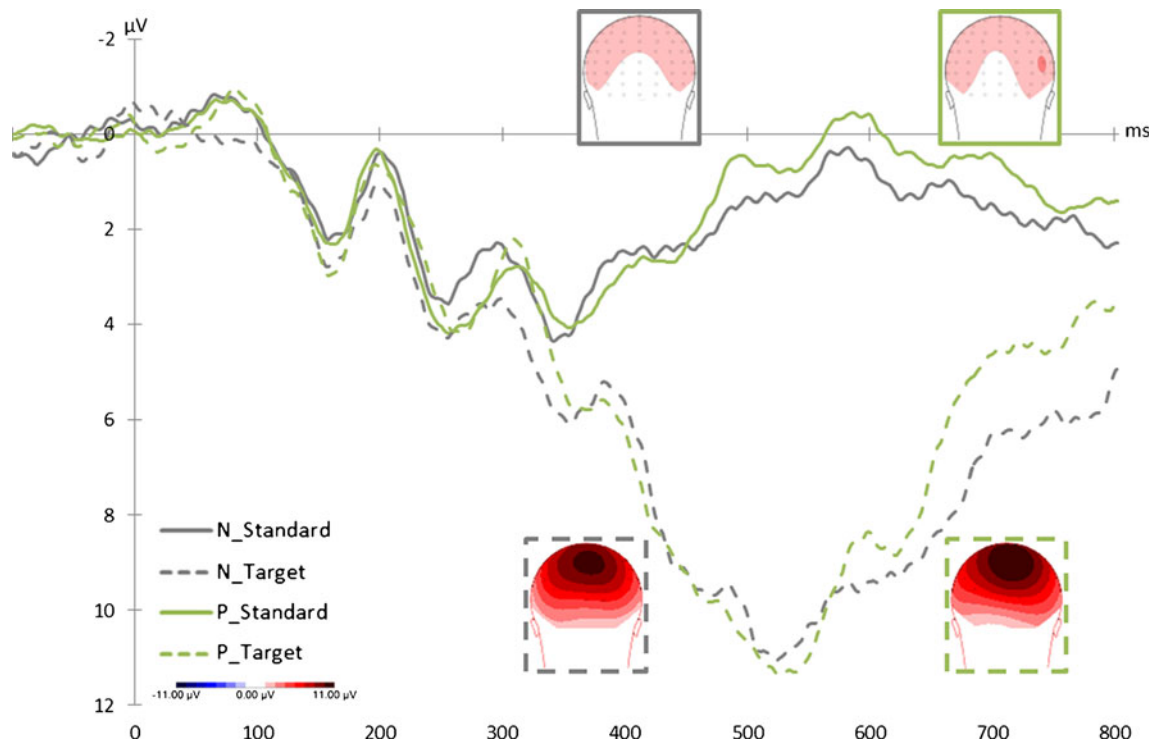 µV
-2
0
ms
2
4
6
8
10
12
N_Standard
N_Target
P_Standard
P_Target
-11.00 µV 0.00 µV 11.00 µV
0 100 200 300 400 500 600 700 800